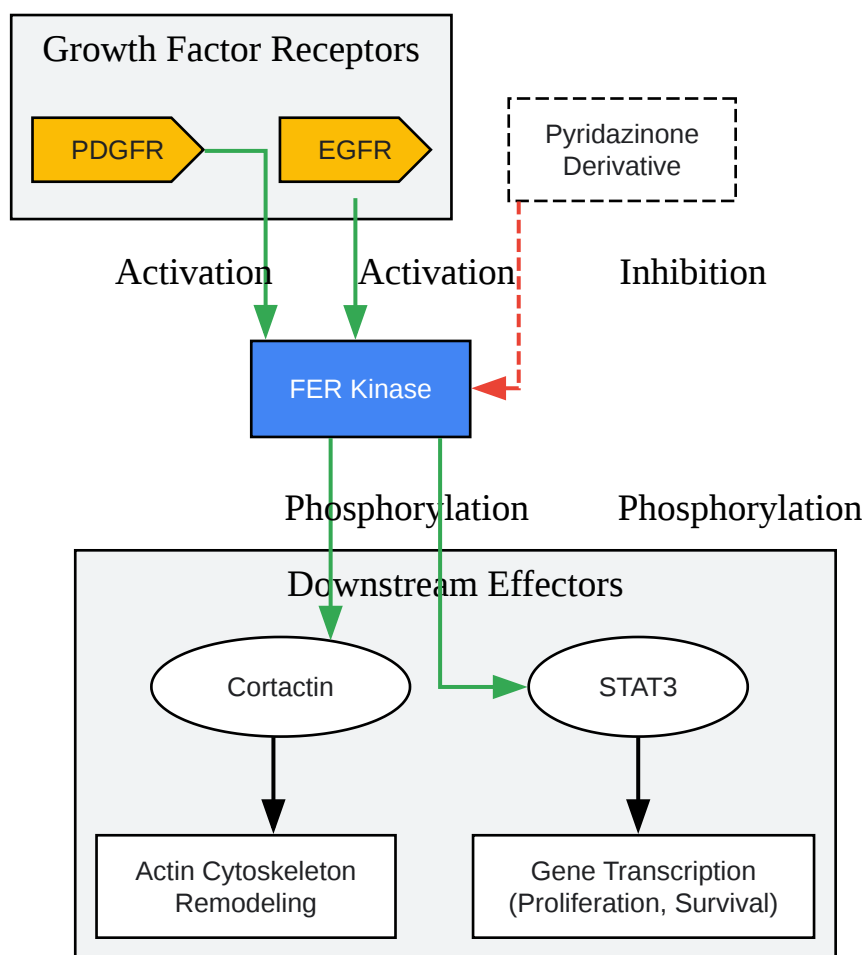 Growth Factor Receptors
PDGFR
EGFR
Pyridazinone
Derivative
Activation
Activation
Inhibition
FER Kinase
Phosphorylation
Phosphorylation
Downstream Effectors
Cortactin
STAT3
Actin Cytoskeleton
Remodeling
Gene Transcription
(Proliferation, Survival)